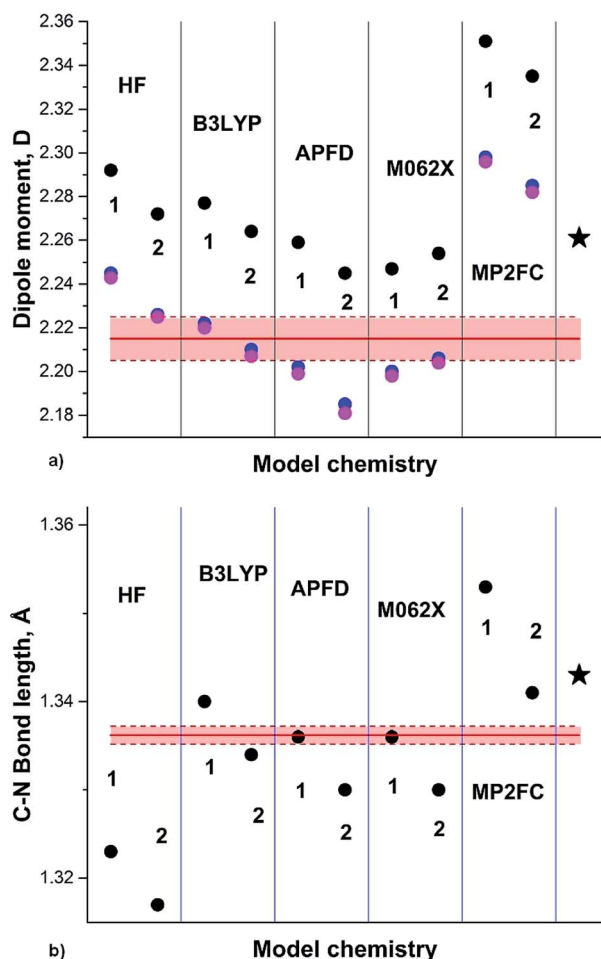 2.36
2.34
2.32
2.30
2.28
2.26
2.24
2.22
2.20
2.18
Dipole moment, D
HF
B3LYP
APFD
M062X
MP2FC
1
2
1
2
1
2
1
2
1
2
a)
Model chemistry
1.36
1.34
1.32
C-N Bond length, Å
HF
B3LYP
APFD
M062X
MP2FC
1
2
1
2
1
2
1
2
1
2
b)
Model chemistry